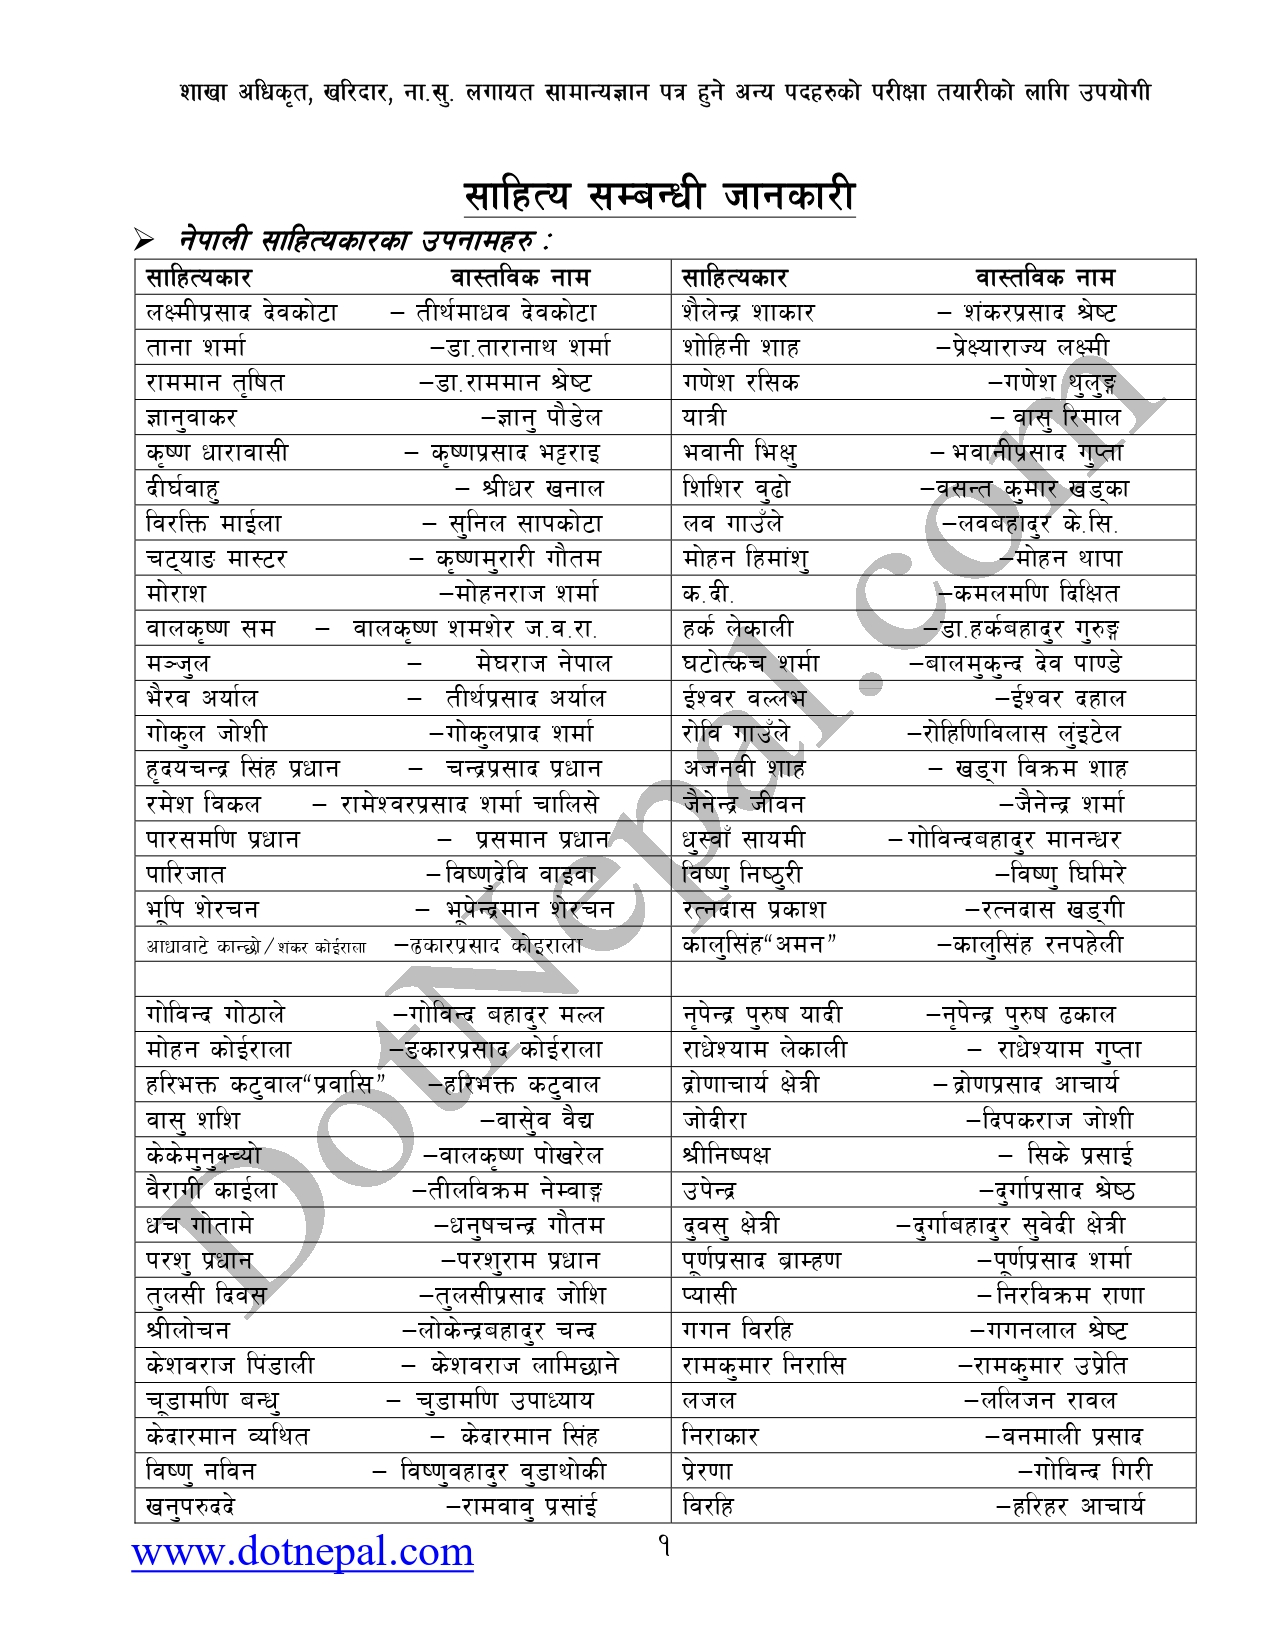 शाखा अधिकृत, खरिदार, ना.सु. लगायत सामान्यज्ञान पत्र हुने अन्य पदहरुको परीक्षा तयारीको लागि उपयोगी
साहित्य सम्बन्धी जानकारी
➢ नेपाली साहित्यकारका उपनामहरु :
साहित्यकार वास्तविक नाम साहित्यकार वास्तविक नाम
लक्ष्मीप्रसाद देवकोटा – तीर्थमाधव देवकोटा शैलेन्द्र शाकार – शंकरप्रसाद श्रेष्ट
ताना शर्मा –डा.तारानाथ शर्मा शोहिनी शाह –प्रेक्ष्याराज्य लक्ष्मी
राममान तृषित –डा.राममान श्रेष्ट गणेश रसिक –गणेश थुलुङ्ग
ज्ञानुवाकर –ज्ञानु पौडेल यात्री – वासु रिमाल
कृष्ण धारावासी – कृष्णप्रसाद भट्टराइ भवानी भिक्षु – भवानीप्रसाद गुप्ता
दीर्घवाहु – श्रीधर खनाल शिशिर वुढो –वसन्त कुमार खड्का
विरक्ति माईला – सुनिल सापकोटा लव गाउँले –लवबहादुर के.सि.
चट्याङ मास्टर – कृष्णमुरारी गौतम मोहन हिमांशु –मोहन थापा
मोराश –मोहनराज शर्मा क.दी. –कमलमणि दिक्षित
वालकृष्ण सम – वालकृष्ण शमशेर ज.व.रा. हर्क लेकाली –डा.हर्कबहादुर गुरुङ्ग
मञ्जुल – मेघराज नेपाल घटोत्कच शर्मा –बालमुकुन्द देव पाण्डे
भैरव अर्याल – तीर्थप्रसाद अर्याल ईश्वर वल्लभ –ईश्वर दहाल
गोकुल जोशी –गोकुलप्राद शर्मा रोवि गाउँले –रोहिणिविलास लुंइटेल
हृदयचन्द्र सिंह प्रधान – चन्द्रप्रसाद प्रधान अजनवी शाह – खड्ग विक्रम शाह
रमेश विकल – रामेश्वरप्रसाद शर्मा चालिसे जैनेन्द्र जीवन –जैनेन्द्र शर्मा
पारसमणि प्रधान – प्रसमान प्रधान धुस्वाँ सायमी –गोविन्दबहादुर मानन्धर
पारिजात –विष्णुदेवि वाइवा विष्णु निष्ठुरी –विष्णु घिमिरे
भूपि शेरचन – भूपेन्द्रमान शेरचन रत्नदास प्रकाश –रत्नदास खड्गी
आधावाटे कान्छो/शंकर कोईराला –ढकारप्रसाद कोइराला कालुसिंह“अमन” –कालुसिंह रनपहेली
गोविन्द गोठाले –गोविन्द बहादुर मल्ल नृपेन्द्र पुरुष यादी –नृपेन्द्र पुरुष ढकाल
मोहन कोईराला –ङकारप्रसाद कोईराला राधेश्याम लेकाली – राधेश्याम गुप्ता
हरिभक्त कटुवाल“प्रवासि” –हरिभक्त कटुवाल द्रोणाचार्य क्षेत्री –द्रोणप्रसाद आचार्य
वासु शशि –वासुेव वैद्य जोदीरा –दिपकराज जोशी
केकेमुनुक्च्यो –वालकृष्ण पोखरेल श्रीनिष्पक्ष – सिके प्रसाई
वैरागी काईला –तीलविक्रम नेम्वाङ्ग उपेन्द्र –दुर्गाप्रसाद श्रेष्ठ
धच गोतामे –धनुषचन्द्र गौतम दुवसु क्षेत्री –दुर्गाबहादुर सुवेदी क्षेत्री
परशु प्रधान –परशुराम प्रधान पूर्णप्रसाद ब्राम्हण –पूर्णप्रसाद शर्मा
तुलसी दिवस –तुलसीप्रसाद जोशि प्यासी –निरविक्रम राणा
श्रीलोचन –लोकेन्द्रबहादुर चन्द गगन विरहि –गगनलाल श्रेष्ट
केशवराज पिंडाली – केशवराज लामिछाने रामकुमार निरासि –रामकुमार उप्रेति
चूडामणि बन्धु – चुडामणि उपाध्याय लजल –ललिजन रावल
केदारमान व्यथित – केदारमान सिंह निराकार –वनमाली प्रसाद
विष्णु नविन – विष्णुवहादुर वुडाथोकी प्रेरणा –गोविन्द गिरी
खनुपरुददे –रामवावु प्रसांई विरहि –हरिहर आचार्य
www.dotnepal.com १
DotNepal.com